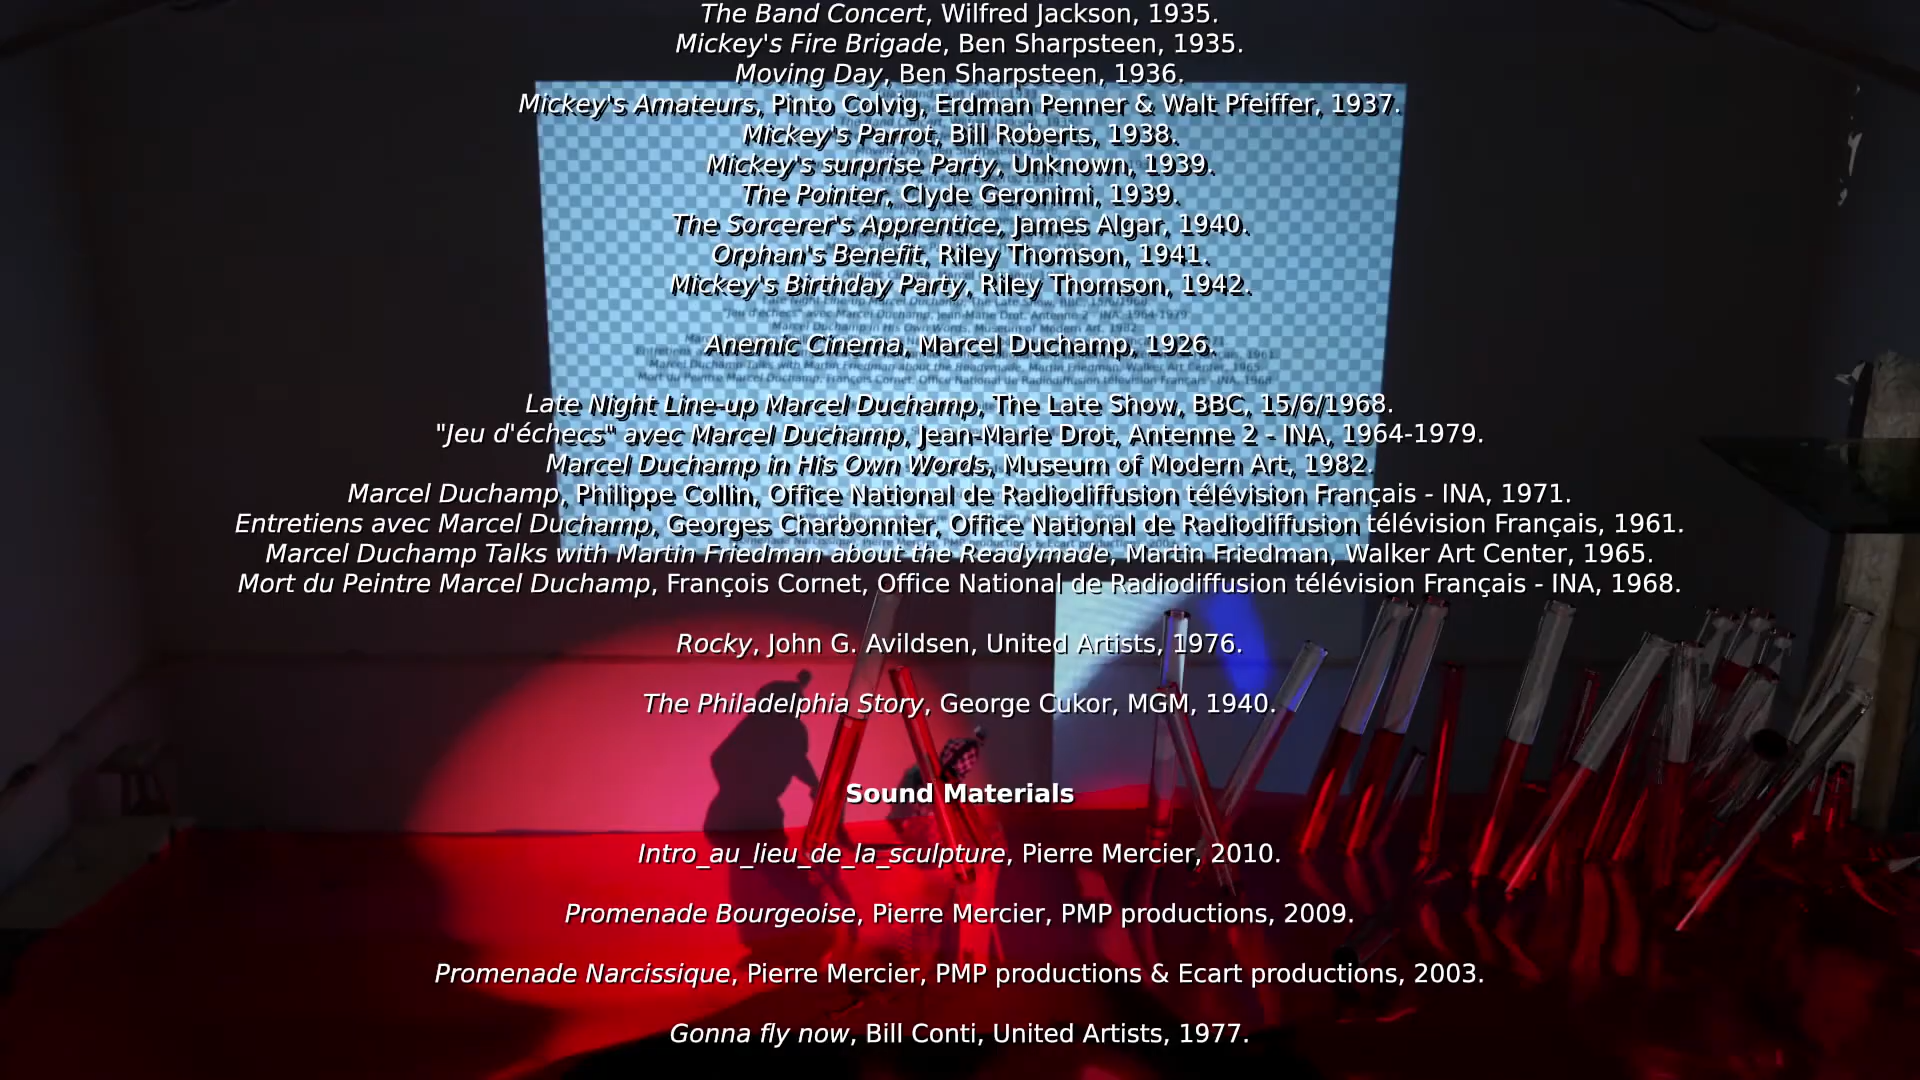 The Band Concert, Wilfred Jackson, 1935.
Mickey's Fire Brigade, Ben Sharpsteen, 1935.
Moving Day, Ben Sharpsteen, 1936.
Mickey's Amateurs, Pinto Colvig, Erdman Penner & Walt Pfeiffer, 1937.
Mickey's Parrot, Bill Roberts, 1938.
Mickey's surprise Party, Unknown, 1939.
The Pointer, Clyde Geronimi, 1939.
The Sorcerer's Apprentice, James Algar, 1940.
Orphan's Benefit, Riley Thomson, 1941.
Mickey's Birthday Party, Riley Thomson, 1942.
Anemic Cinema, Marcel Duchamp, 1926.
Late Night Line-up Marcel Duchamp, The Late Show, BBC, 15/6/1968.
"Jeu d'échecs" avec Marcel Duchamp, Jean-Marie Drot, Antenne 2 - INA, 1964-1979.
Marcel Duchamp in His Own Words, Museum of Modern Art, 1982.
Marcel Duchamp, Philippe Collin, Office National de Radiodiffusion télévision Français - INA, 1971.
Entretiens avec Marcel Duchamp, Georges Charbonnier, Office National de Radiodiffusion télévision Français, 1961.
Marcel Duchamp Talks with Martin Friedman about the Readymade, Martin Friedman, Walker Art Center, 1965.
Mort du Peintre Marcel Duchamp, François Cornet, Office National de Radiodiffusion télévision Français - INA, 1968.
Rocky, John G. Avildsen, United Artists, 1976.
The Philadelphia Story, George Cukor, MGM, 1940.
Sound Materials
Intro_au_lieu_de_la_sculpture, Pierre Mercier, 2010.
Promenade Bourgeoise, Pierre Mercier, PMP productions, 2009.
Promenade Narcissique, Pierre Mercier, PMP productions & Ecart productions, 2003.
Gonna fly now, Bill Conti, United Artists, 1977.